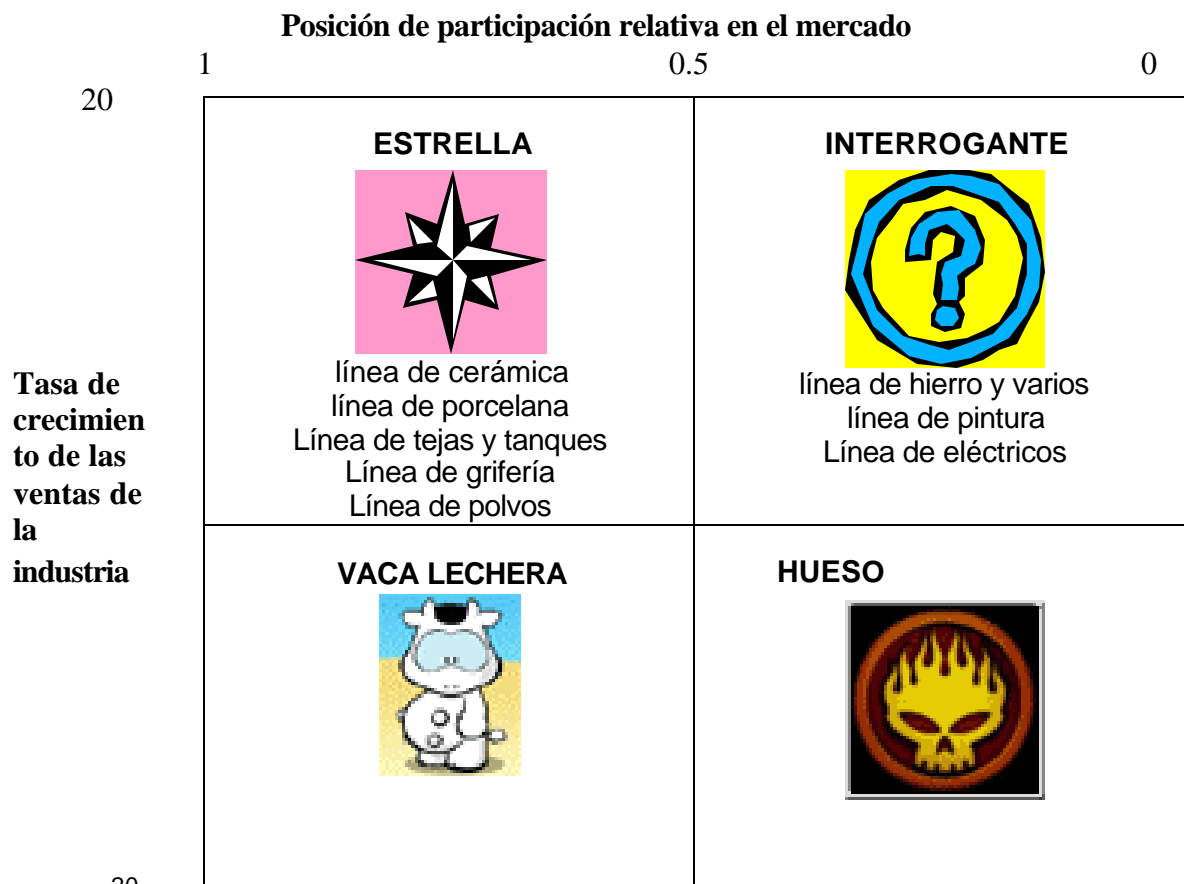 Posición de participación relativa en el mercado
1 0.5 0
20
ESTRELLA
INTERROGANTE
línea de cerámica
línea de porcelana
Línea de tejas y tanques
Línea de grifería
Línea de polvos
línea de hierro y varios
línea de pintura
Línea de eléctricos
Tasa de
crecimien
to de las
ventas de
la
industria
VACA LECHERA
HUESO